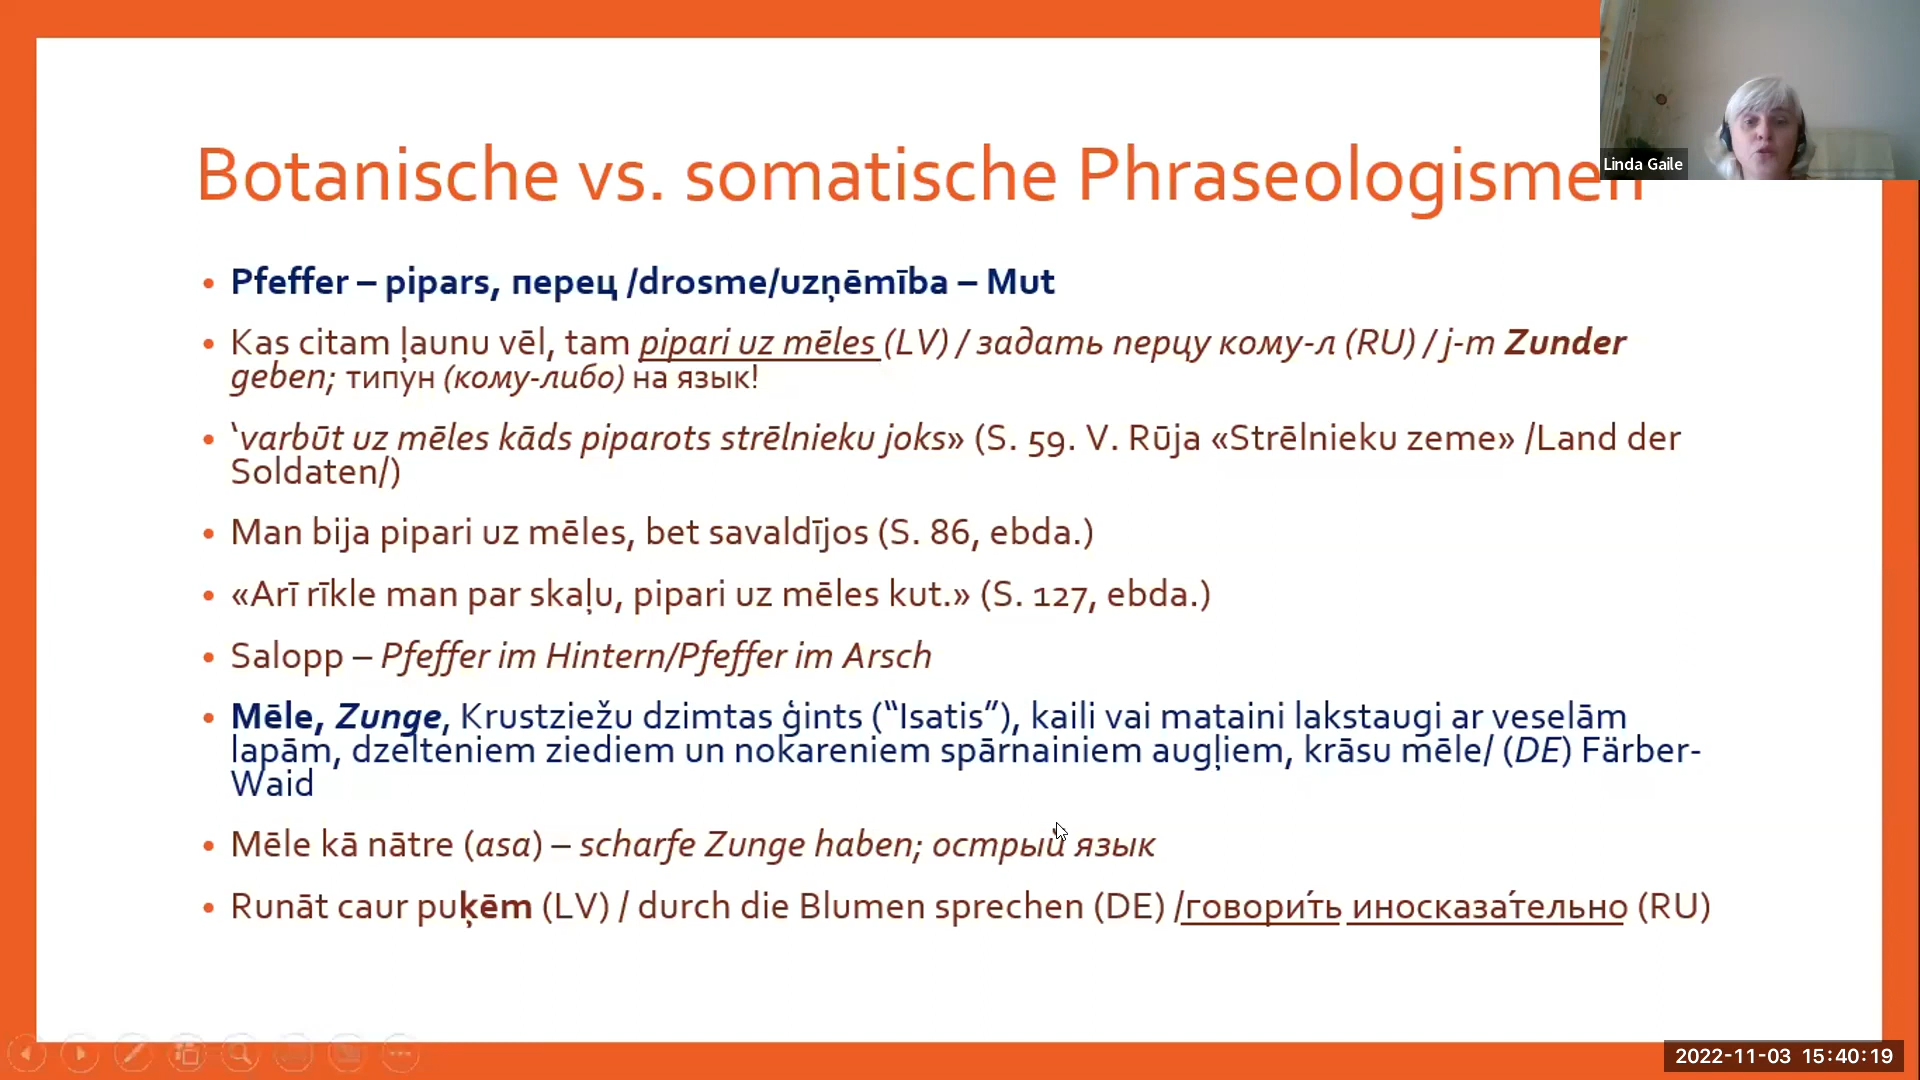 Botanische vs. somatische Phraseologismen
Linda Gaile
• Pfeffer – pipars, перец /drosme/uzņēmība – Mut
• Kas citam ļaunu vēl, tam pipari uz mēles (LV) / задать перцу кому-л (RU) / j-m Zunder
geben; типун (кому-либо) на язык!
• ‘varbūt uz mēles kāds piparots strēlnieku joks» (S. 59. V. Rūja «Strēlnieku zeme» /Land der
Soldaten/)
• Man bija pipari uz mēles, bet savaldījos (S. 86, ebda.)
• «Arī rīkle man par skaļu, pipari uz mēles kut.» (S. 127, ebda.)
• Salopp – Pfeffer im Hintern/Pfeffer im Arsch
• Mēle, Zunge, Krustziežu dzimtas ģints (“Isatis”), kaili vai mataini lakstaugi ar veselām
lapām, dzelteniem ziediem un nokareniem spārnainiem augļiem, krāsu mēle/ (DE) Färber-
Waid
• Mēle kā nātre (asa) – scharfe Zunge haben; острый язык
• Runāt caur puķēm (LV) / durch die Blumen sprechen (DE) /говори́ть иносказа́тельно (RU)
2022-11-03 15:40:19